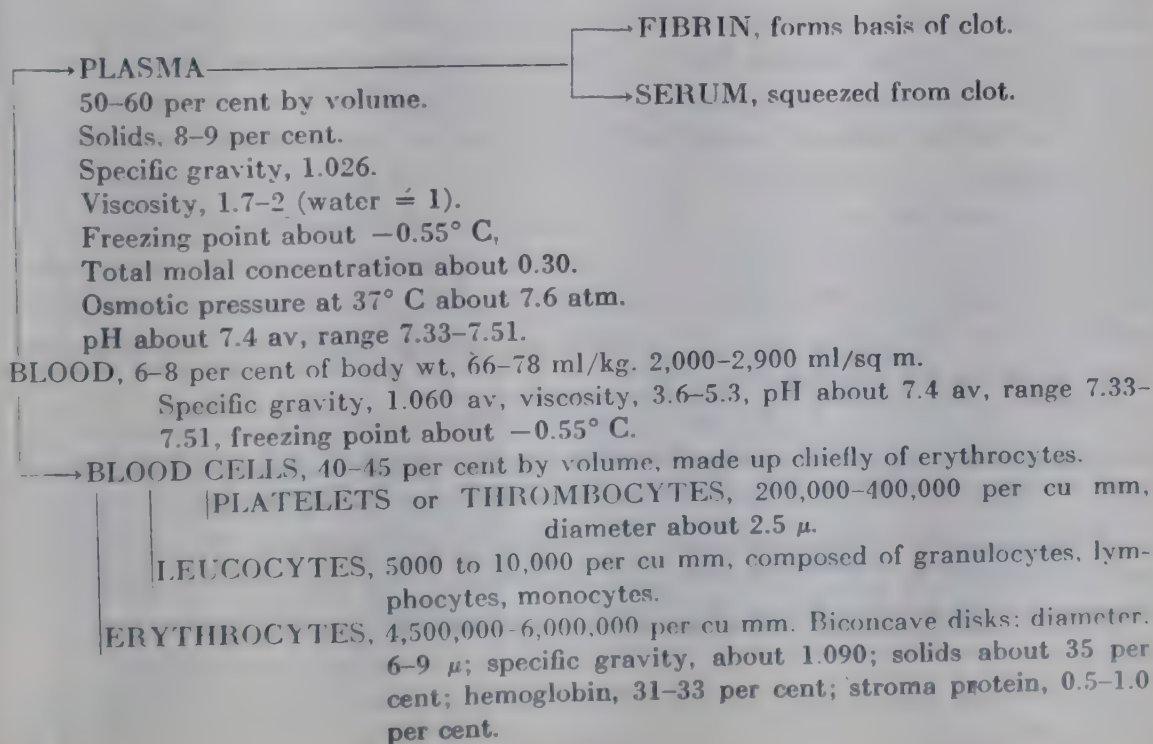 FIBRIN, forms basis of clot.
PLASMA
SERUM, squeezed from clot.
50–60 per cent by volume.
Solids, 8–9 per cent.
Specific gravity, 1.026.
Viscosity, 1.7–2 (water = 1).
Freezing point about −0.55° C,
Total molal concentration about 0.30.
Osmotic pressure at 37° C about 7.6 atm.
pH about 7.4 av, range 7.33–7.51.
BLOOD, 6–8 per cent of body wt, 66–78 ml/kg. 2,000–2,900 ml/sq m.
Specific gravity, 1.060 av, viscosity, 3.6–5.3, pH about 7.4 av, range 7.33–
7.51, freezing point about −0.55° C.
BLOOD CELLS, 40–45 per cent by volume, made up chiefly of erythrocytes.
PLATELETS or THROMBOCYTES, 200,000–400,000 per cu mm,
diameter about 2.5 μ.
LEUCOCYTES, 5000 to 10,000 per cu mm, composed of granulocytes, lym-
phocytes, monocytes.
ERYTHROCYTES, 4,500,000–6,000,000 per cu mm. Biconcave disks: diameter,
6–9 μ; specific gravity, about 1.090; solids about 35 per
cent; hemoglobin, 31–33 per cent; stroma protein, 0.5–1.0
per cent.